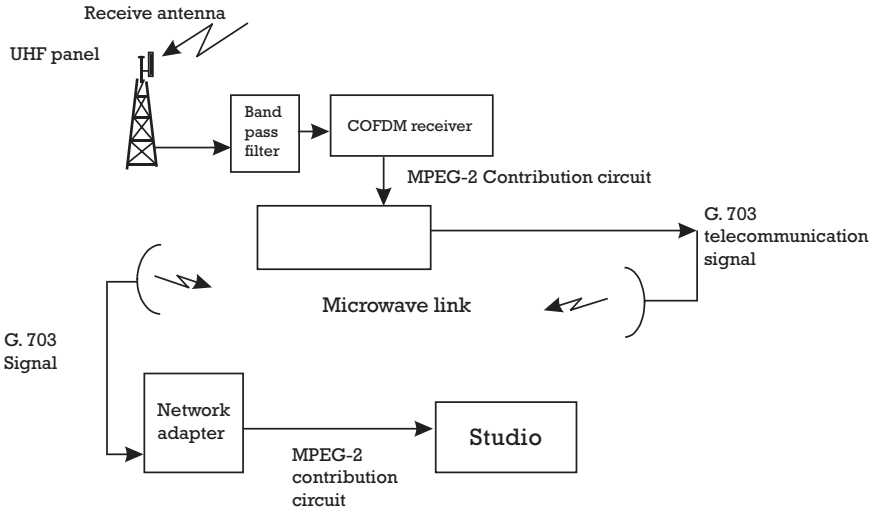 Receive antenna
UHF panel
Band
pass
filter
COFDM receiver
MPEG-2 Contribution circuit
G. 703
telecommunication
signal
Microwave link
G. 703
Signal
Network
adapter
Studio
MPEG-2
contribution
circuit